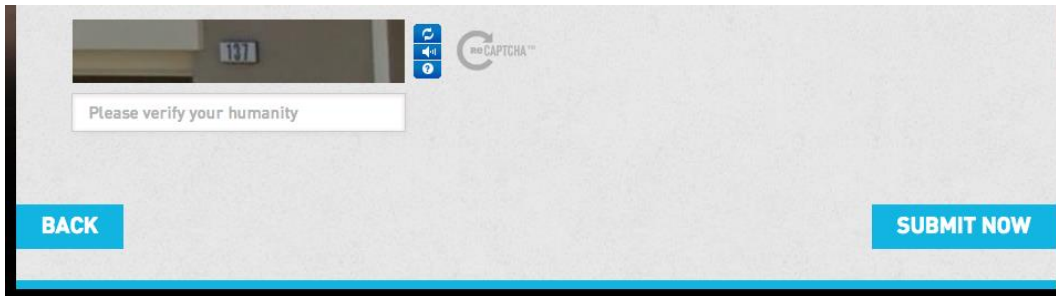 137
reCAPTCHA™
Please verify your humanity
BACK
SUBMIT NOW